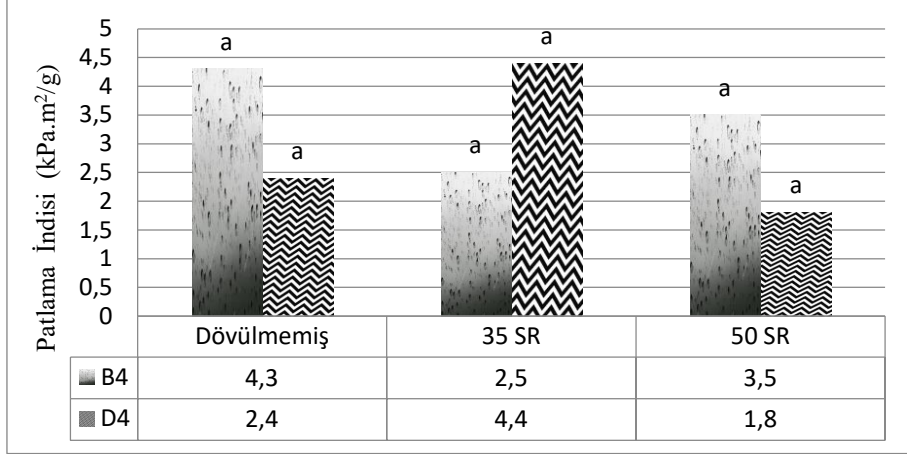 Patlama İndisi (kPa.m²/g)
5
4,5
4
3,5
3
2,5
2
1,5
1
0,5
0
a
a
a
a
a
a
Dövülmemiş 35 SR 50 SR
B4 4,3 2,5 3,5
D4 2,4 4,4 1,8